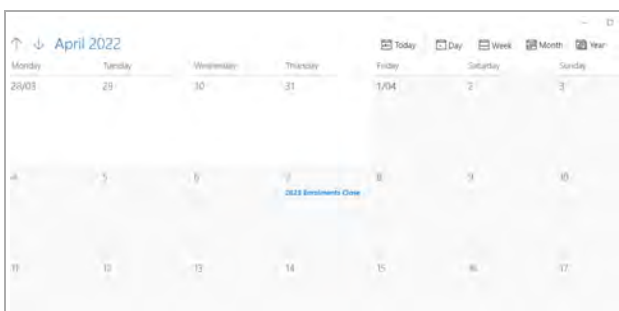 April 2022 Today Day Week Month Year
Monday Tuesday Wednesday Thursday Friday Saturday Sunday
28/03 29 30 31 1/04 2 3
4 5 6 7 8 9 10
2023 Enrolments Close
11 12 13 14 15 16 17